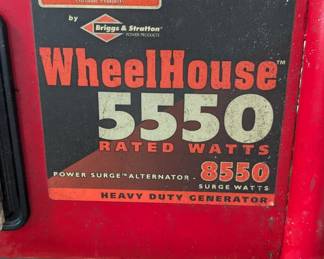 by
Briggs & Stratton
POWER PRODUCTS
WheelHouse™
5550
RATED WATTS
POWER SURGE™ ALTERNATOR - 8550
SURGE WATTS
HEAVY DUTY GENERATOR